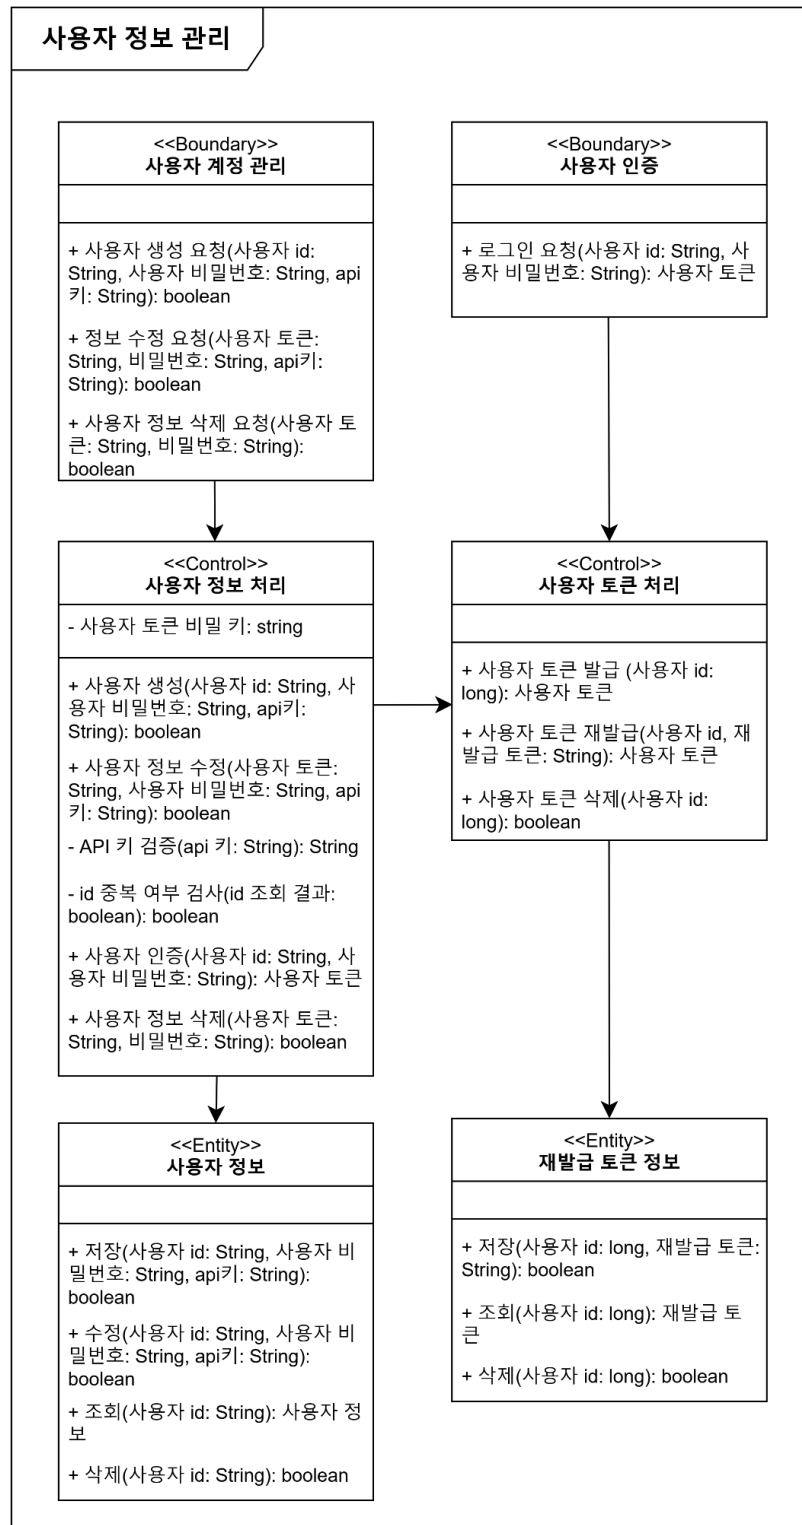 사용자 정보 관리
<<Boundary>>
사용자 계정 관리
+ 사용자 생성 요청(사용자 id:
String, 사용자 비밀번호: String, api
키: String): boolean
+ 정보 수정 요청(사용자 토큰:
String, 비밀번호: String, api키:
String): boolean
+ 사용자 정보 삭제 요청(사용자 토
큰: String, 비밀번호: String):
boolean
<<Boundary>>
사용자 인증
+ 로그인 요청(사용자 id: String, 사
용자 비밀번호: String): 사용자 토큰
<<Control>>
사용자 정보 처리
- 사용자 토큰 비밀 키: string
+ 사용자 생성(사용자 id: String, 사
용자 비밀번호: String, api키:
String): boolean
+ 사용자 정보 수정(사용자 토큰:
String, 사용자 비밀번호: String, api
키: String): boolean
- API 키 검증(api 키: String): String
- id 중복 여부 검사(id 조회 결과:
boolean): boolean
+ 사용자 인증(사용자 id: String, 사
용자 비밀번호: String): 사용자 토큰
+ 사용자 정보 삭제(사용자 토큰:
String, 비밀번호: String): boolean
<<Control>>
사용자 토큰 처리
+ 사용자 토큰 발급 (사용자 id:
long): 사용자 토큰
+ 사용자 토큰 재발급(사용자 id, 재
발급 토큰: String): 사용자 토큰
+ 사용자 토큰 삭제(사용자 id:
long): boolean
<<Entity>>
사용자 정보
+ 저장(사용자 id: String, 사용자 비
밀번호: String, api키: String):
boolean
+ 수정(사용자 id: String, 사용자 비
밀번호: String, api키: String):
boolean
+ 조회(사용자 id: String): 사용자 정
보
+ 삭제(사용자 id: String): boolean
<<Entity>>
재발급 토큰 정보
+ 저장(사용자 id: long, 재발급 토큰:
String): boolean
+ 조회(사용자 id: long): 재발급 토
큰
+ 삭제(사용자 id: long): boolean